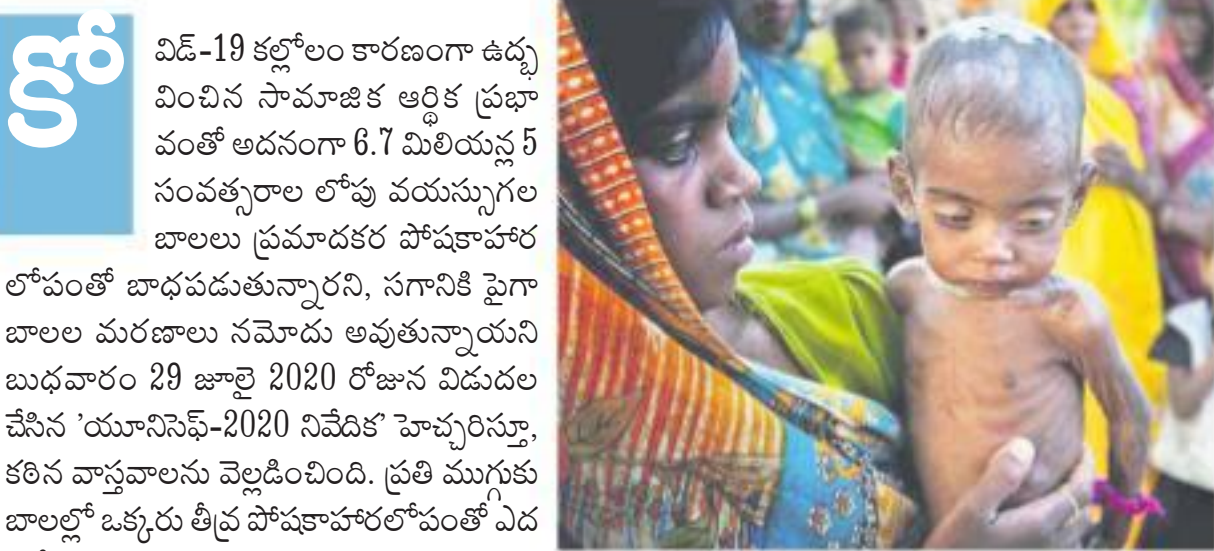 కో
విడ్-19 కల్లోలం కారణంగా ఉద్భ
వించిన సామాజిక ఆర్థిక ప్రభా
వంతో అదనంగా 6.7 మిలియన్ల 5
సంవత్సరాల లోపు వయస్సుగల
బాలలు ప్రమాదకర పోషకాహార
లోపంతో బాధపడుతున్నారని, సగానికి పైగా
బాలల మరణాలు నమోదు అవుతున్నాయని
బుధవారం 29 జూలై 2020 రోజున విడుదల
చేసిన 'యూనిసెఫ్-2020 నివేదిక' హెచ్చరిస్తూ,
కఠిన వాస్తవాలను వెల్లడించింది. ప్రతి ముగ్గుకు
బాలల్లో ఒక్కరు తీవ్ర పోషకాహారలోపంతో ఎద